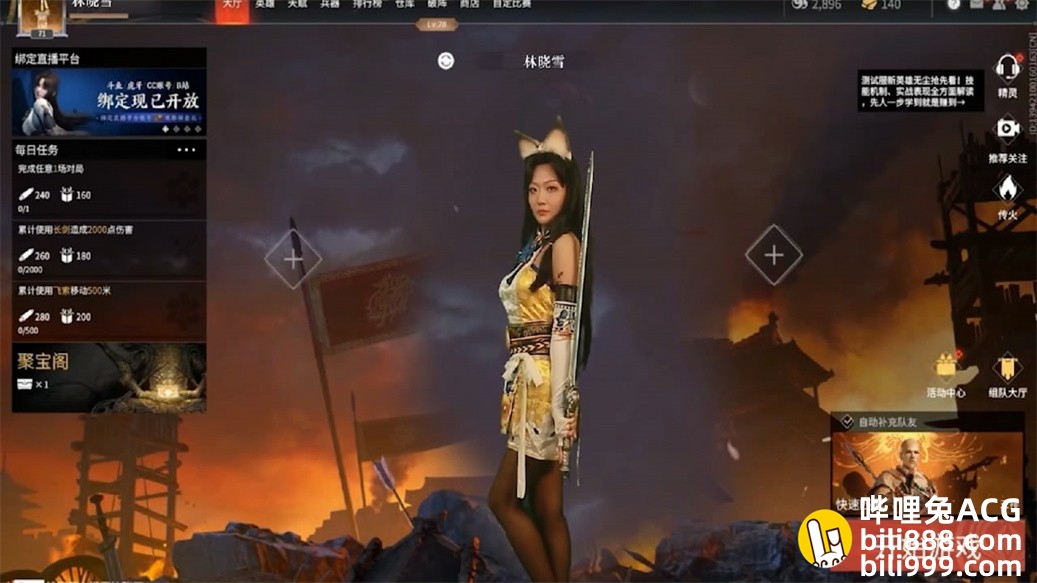 林晓雪
大厅 英雄 天赋 兵器 排行榜 仓库 破阵 商店 自定比赛
2,896
140
71
Lv.28
林晓雪
绑定直播平台
斗鱼 虎牙 CC账号 B站
绑定现已开放
每日任务
完成任意1场对局
240 160
0/1
累计使用长剑造成2000点伤害
260 180
0/2000
累计使用飞索移动500米
280 200
0/500
聚宝阁
×1
测试服新英雄无尘抢先看！技
能机制、实战表现全方面解读
，先人一步学到就是赚到→
精灵
推荐关注
传火
活动中心
组队大厅
自动补充队友
快速
开始游戏
哔哩兔ACG
bili888.com
bili999.com